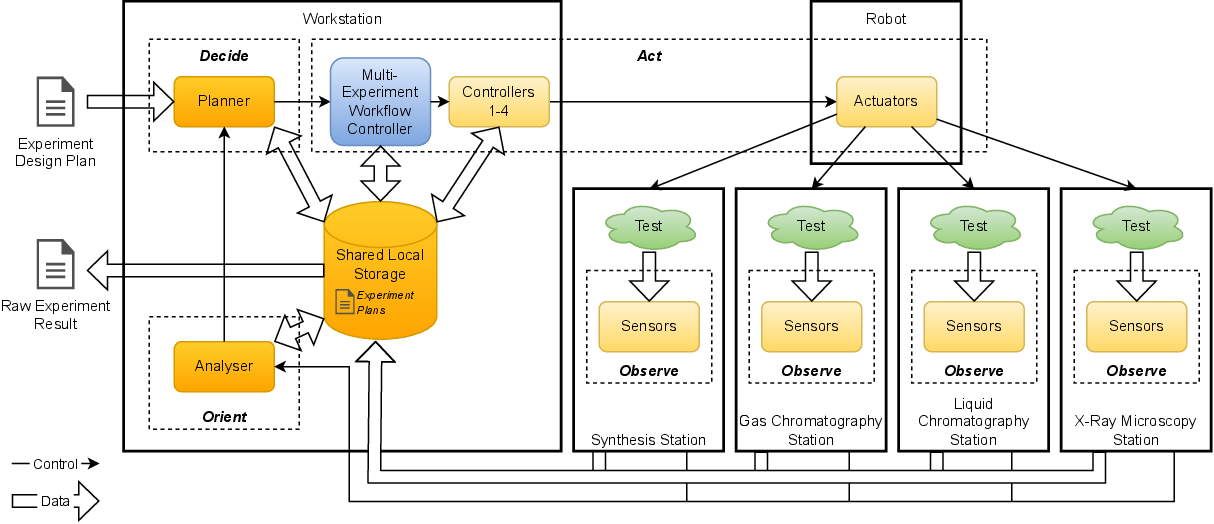 Workstation
Robot
Decide
Act
Planner
Multi-
Experiment
Workflow
Controller
Controllers
1-4
Actuators
Experiment
Design Plan
Test
Test
Test
Test
Shared Local
Storage
Experiment
Plans
Raw Experiment
Result
Sensors
Sensors
Sensors
Sensors
Analyser
Observe
Observe
Observe
Observe
Orient
Synthesis Station
Gas Chromatography
Station
Liquid
Chromatography
Station
X-Ray Microscopy
Station
Control
Data